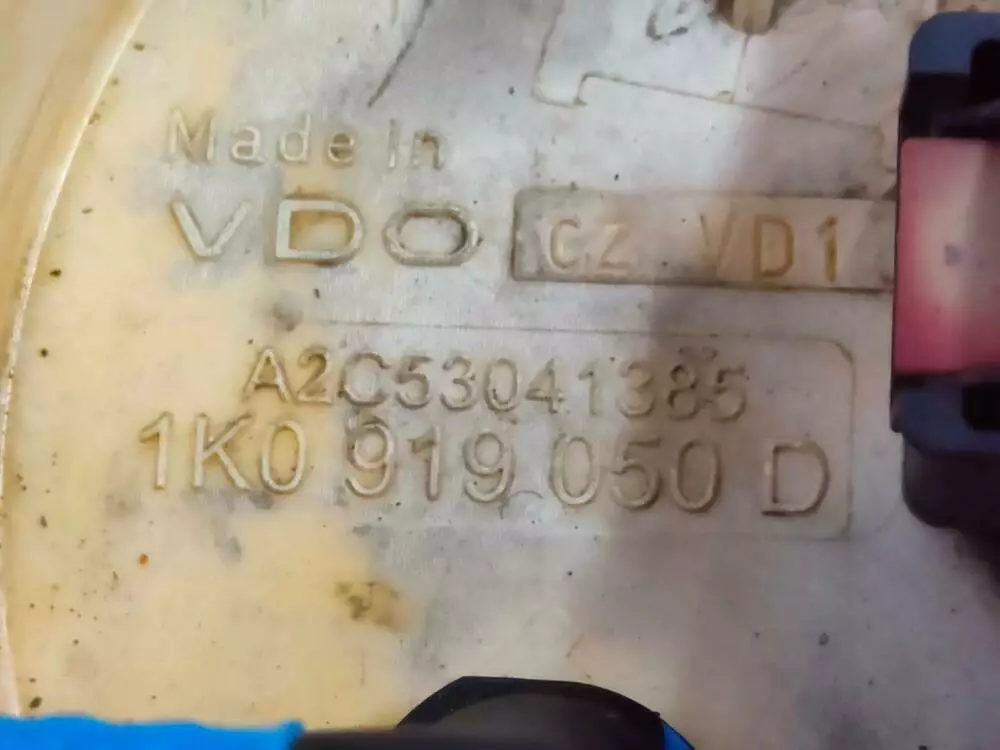 Made in
VDO CZ VD1
A2C53041385
1K0 919 050 D